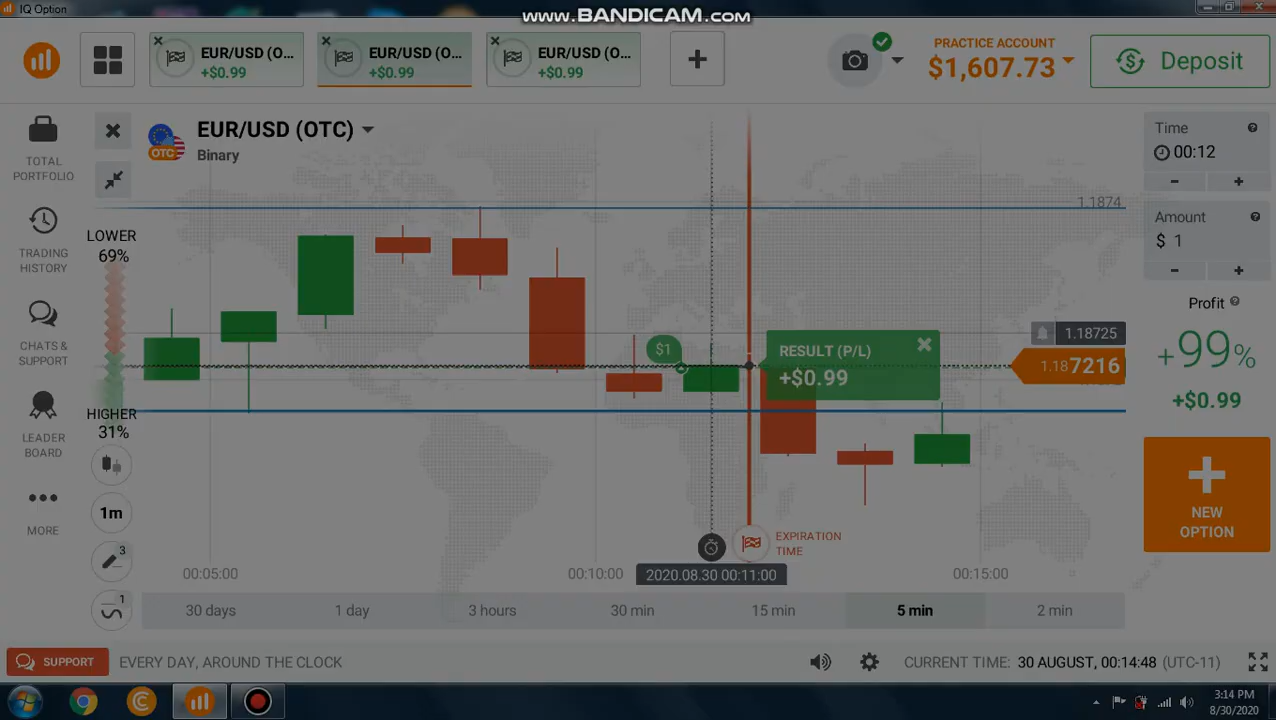 IQ Option
www.BANDICAM.com
EUR/USD (O...
+$0.99
EUR/USD (O...
+$0.99
EUR/USD (O...
+$0.99
PRACTICE ACCOUNT
$1,607.73
Deposit
TOTAL
PORTFOLIO
TRADING
HISTORY
CHATS &
SUPPORT
LEADER
BOARD
MORE
EUR/USD (OTC)
OTC
Binary
LOWER
69%
HIGHER
31%
3
1m
1
1.1874
$1
RESULT (P/L)
+$0.99
1.18725
1.187216
EXPIRATION
TIME
00:05:00
00:10:00
2020.08.30 00:11:00
00:15:00
30 days
1 day
3 hours
30 min
15 min
5 min
2 min
Time
00:12
Amount
$ 1
Profit
+99%
+$0.99
NEW
OPTION
SUPPORT
EVERY DAY, AROUND THE CLOCK
CURRENT TIME: 30 AUGUST, 00:14:48 (UTC-11)
3:14 PM
8/30/2020